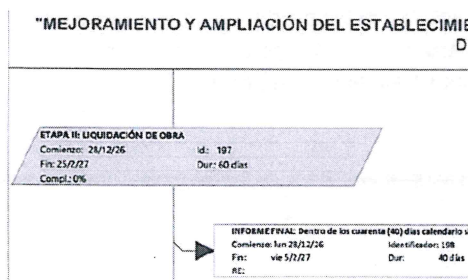 "MEJORAMIENTO Y AMPLIACIÓN DEL ESTABLECIMIE
D
ETAPA II: LIQUIDACIÓN DE OBRA
Comienzo: 28/12/26 Id.: 197
Fin: 25/2/27 Dur.: 60 días
Compl.: 0%
INFORME FINAL: Dentro de los cuarenta (40) días calendario s
Comienzo: lun 28/12/26 Identificador: 198
Fin: vie 5/2/27 Dur: 40 días
RE: